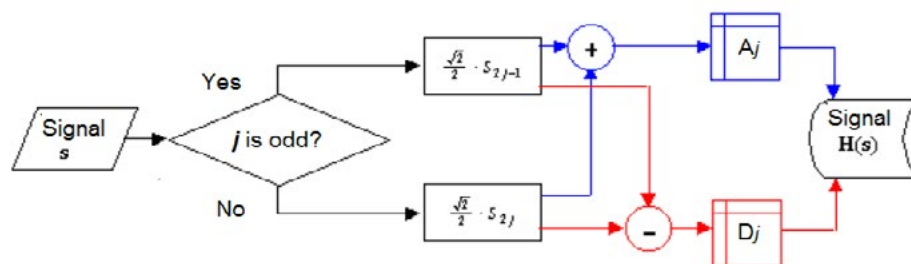 Signal
s
j is odd?
Yes
No
√2/2 · S₂ⱼ₋₁
√2/2 · S₂ⱼ
+
-
Aj
Dj
Signal
H(s)